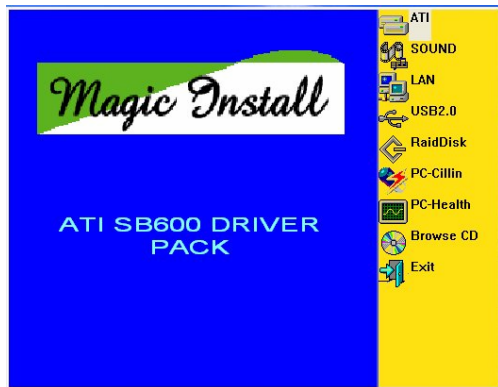 Magic Install
ATI SB600 DRIVER
PACK
ATI
SOUND
LAN
USB2.0
RaidDisk
PC-Cillin
PC-Health
Browse CD
Exit